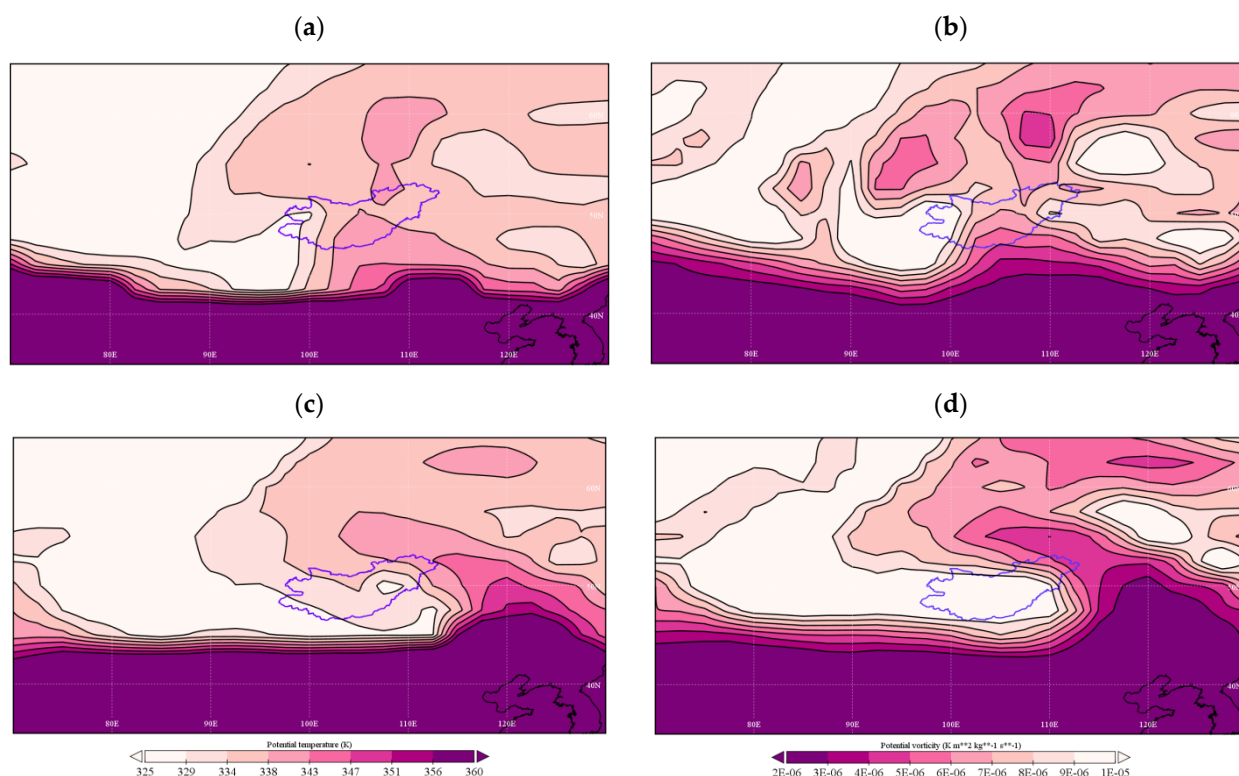 (a)
(b)
50N
40N
40N
80E 90E 100E 110E 120E
80E 90E 100E 110E 120E
(c)
(d)
60N
60N
40N
40N
80E 90E 100E 110E 120E
80E 90E 100E 110E 120E
Potential temperature (K)
325 329 334 338 343 347 351 356 360
Potential vorticity (K m**2 kg**-1 s**-1)
2E-06 3E-06 4E-06 5E-06 6E-06 7E-06 8E-06 9E-06 1E-05